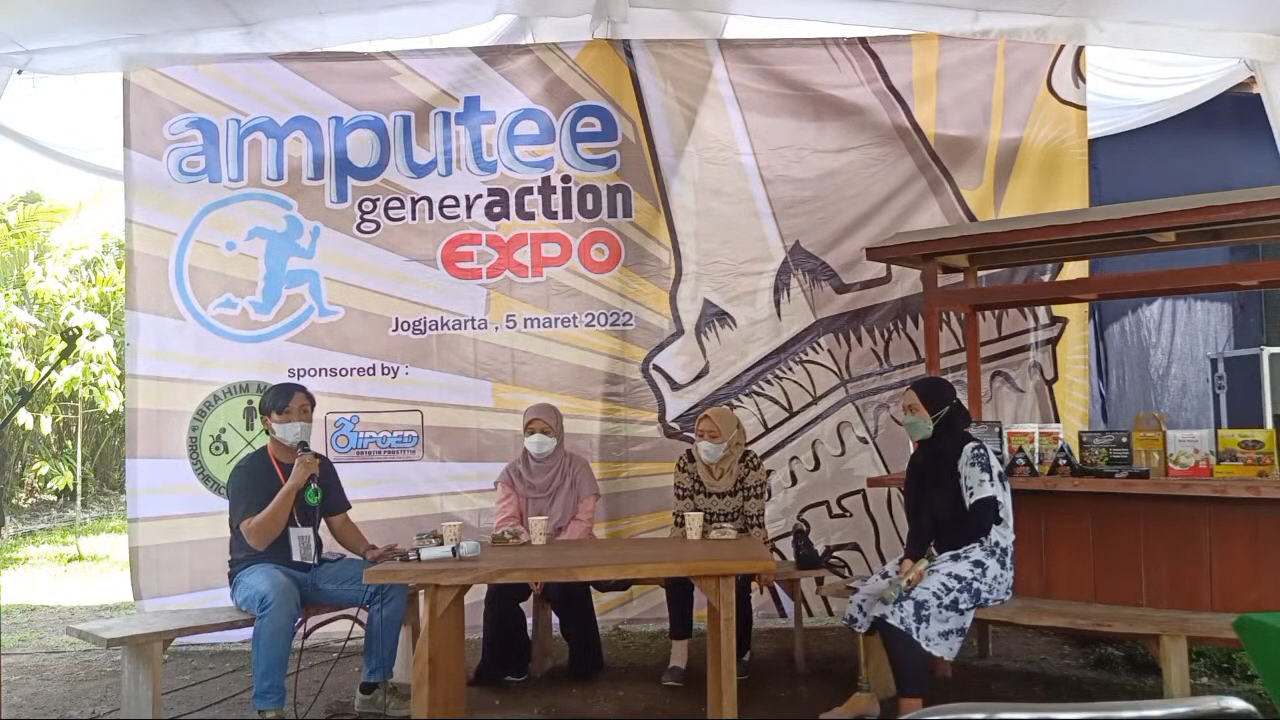 amputee
generaction
EXPO
Jogjakarta , 5 maret 2022
sponsored by :
IBRAHIM
PROSTHETIC
IPOED
ORTOTIK PROSTETIK